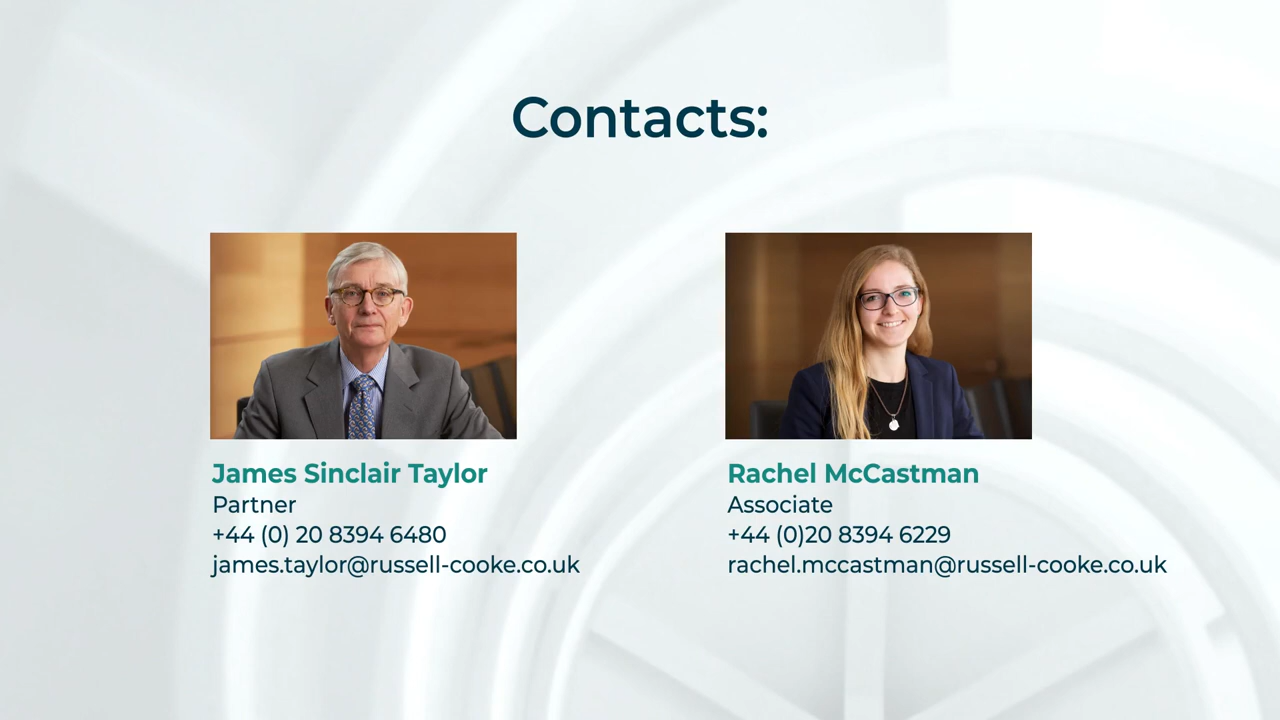 Contacts:
James Sinclair Taylor
Partner
+44 (0) 20 8394 6480
james.taylor@russell-cooke.co.uk
Rachel McCastman
Associate
+44 (0)20 8394 6229
rachel.mccastman@russell-cooke.co.uk